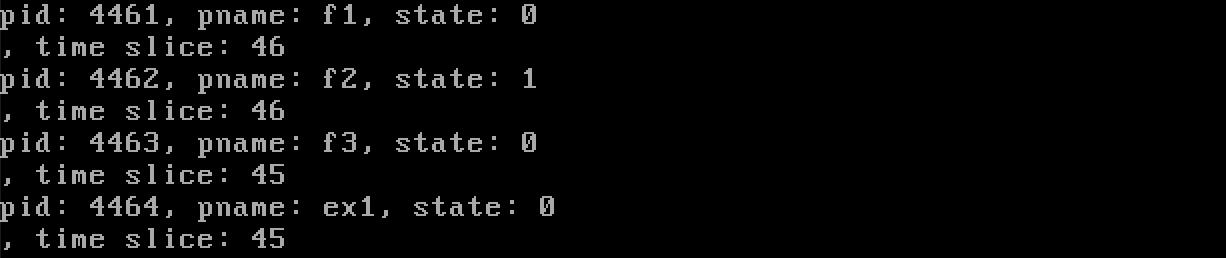 pid: 4461, pname: f1, state: 0
, time slice: 46
pid: 4462, pname: f2, state: 1
, time slice: 46
pid: 4463, pname: f3, state: 0
, time slice: 45
pid: 4464, pname: ex1, state: 0
, time slice: 45